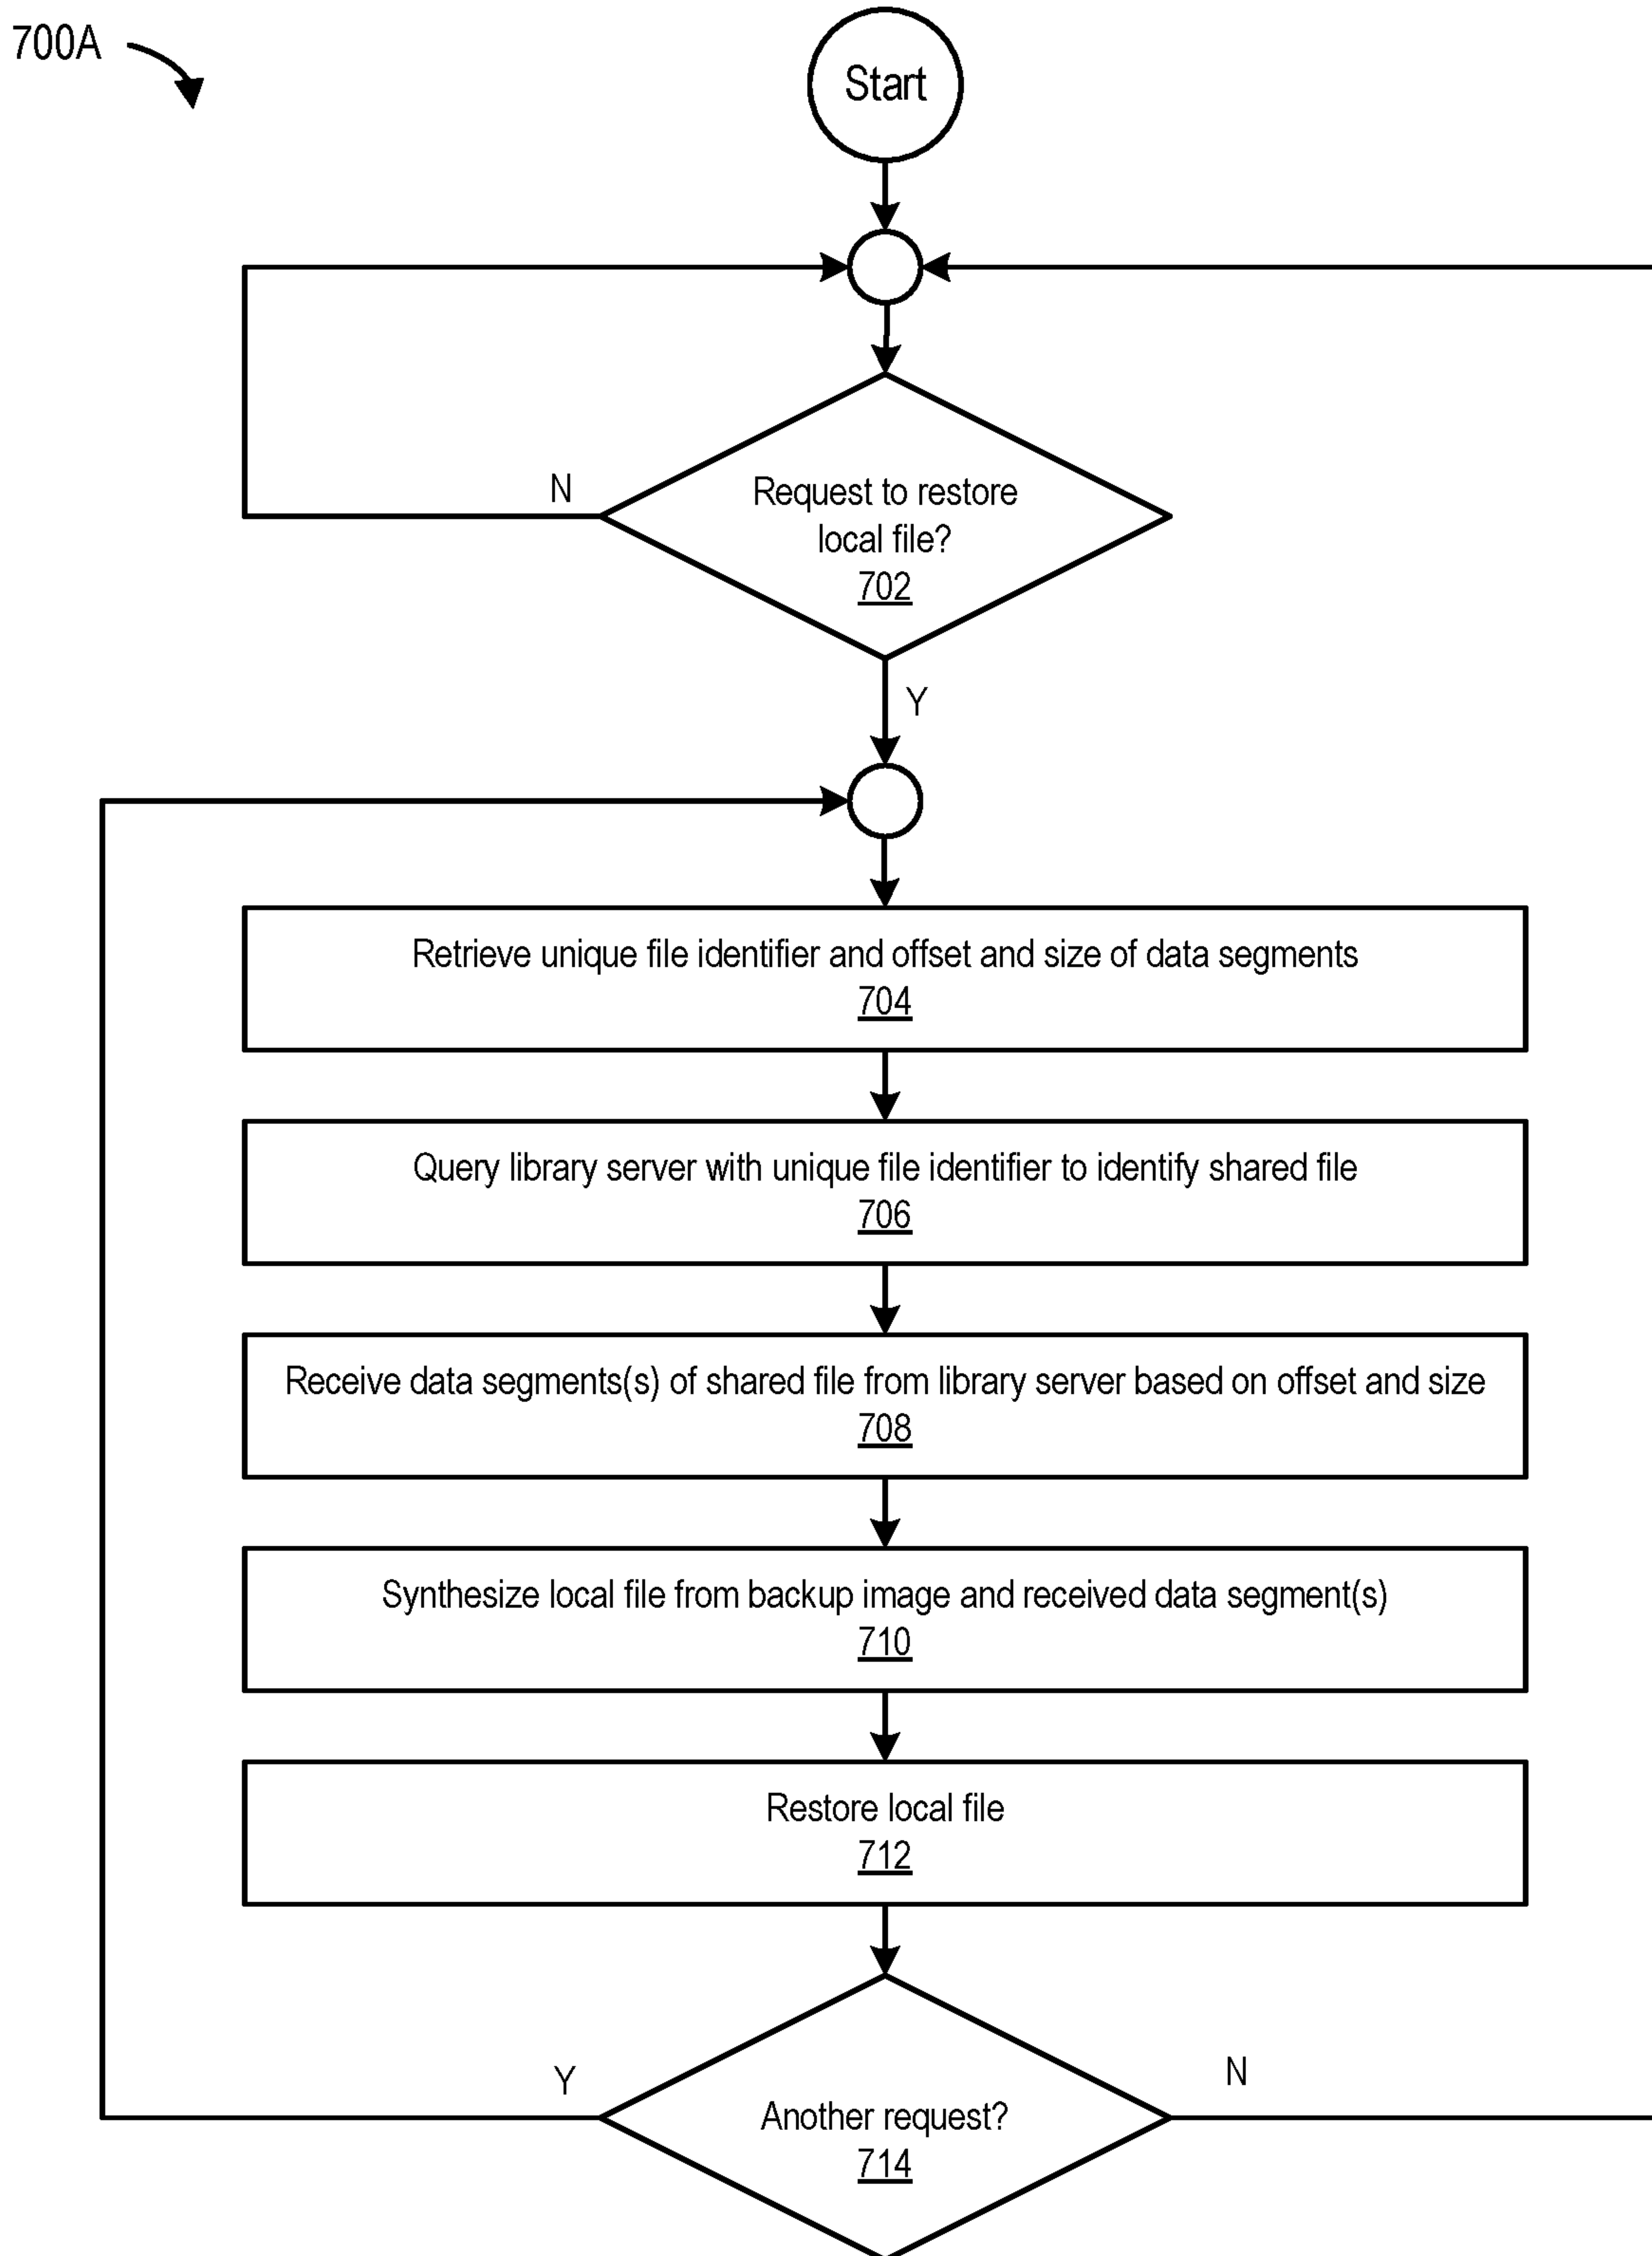 700A
Start
N
Request to restore
local file?
702
Y
Retrieve unique file identifier and offset and size of data segments
704
Query library server with unique file identifier to identify shared file
706
Receive data segments(s) of shared file from library server based on offset and size
708
Synthesize local file from backup image and received data segment(s)
710
Restore local file
712
Y
N
Another request?
714